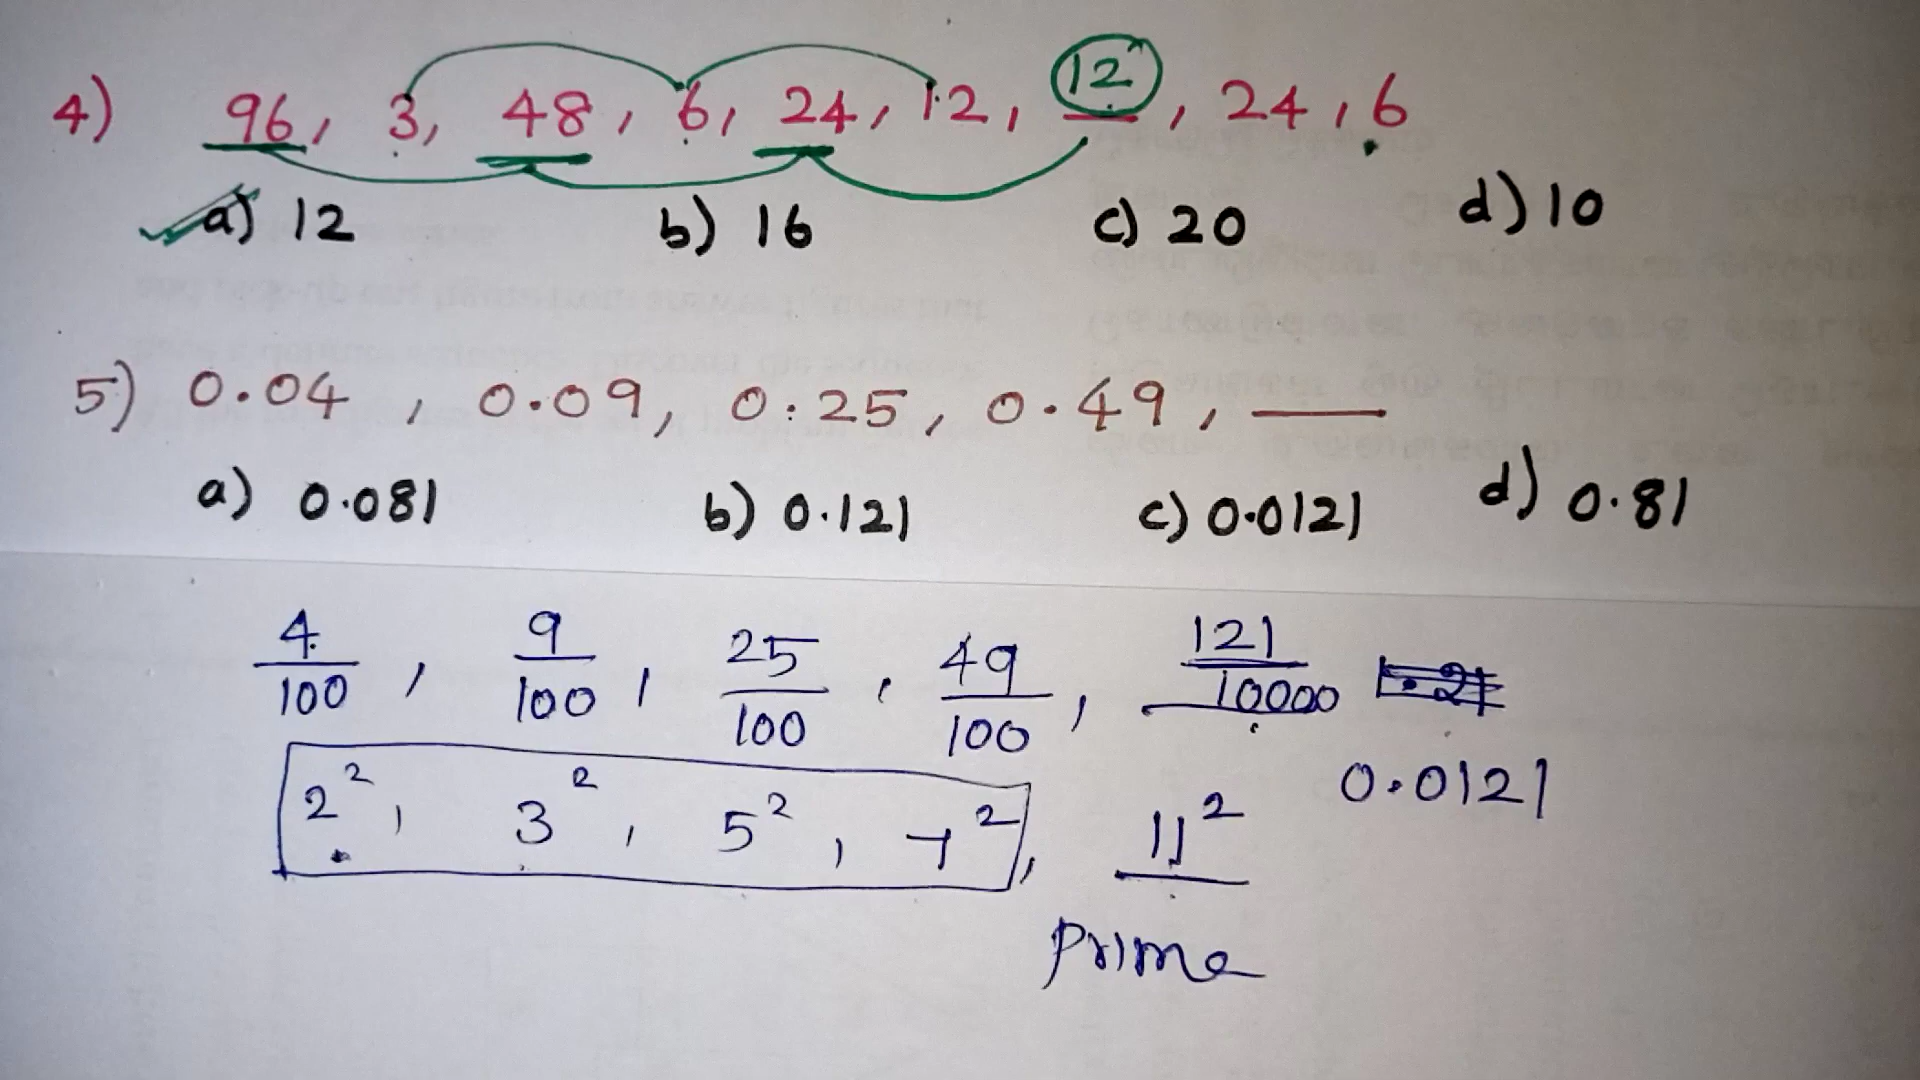 4) 96, 3, 48, 6, 24, 12, 12, 24, 6
a) 12 b) 16 c) 20 d) 10
5) 0.04, 0.09, 0.25, 0.49, ___
a) 0.081 b) 0.121 c) 0.0121 d) 0.81
4/100, 9/100, 25/100, 49/100, 121/10000
0.0121
2², 3², 5², 7², 11²
Prime